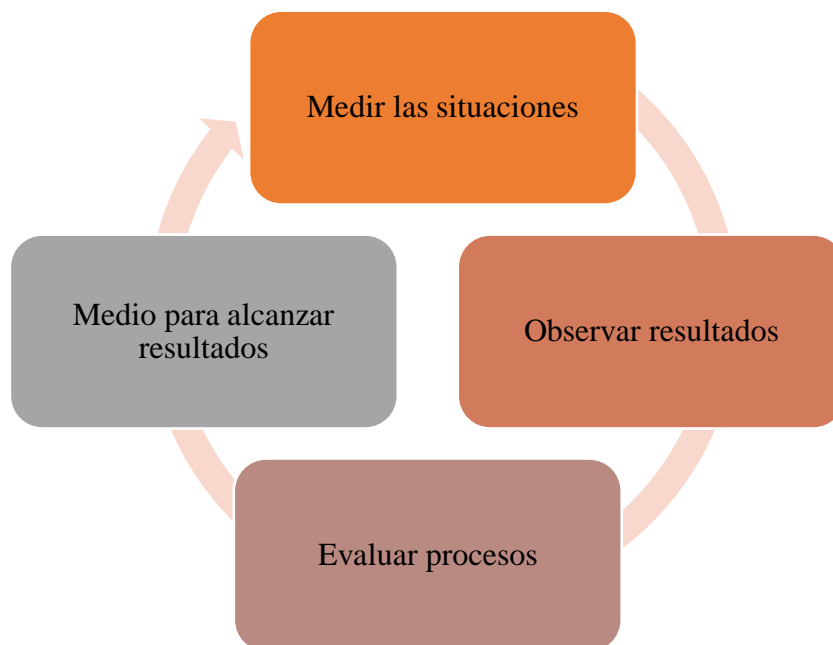 Medir las situaciones
Observar resultados
Evaluar procesos
Medio para alcanzar
resultados